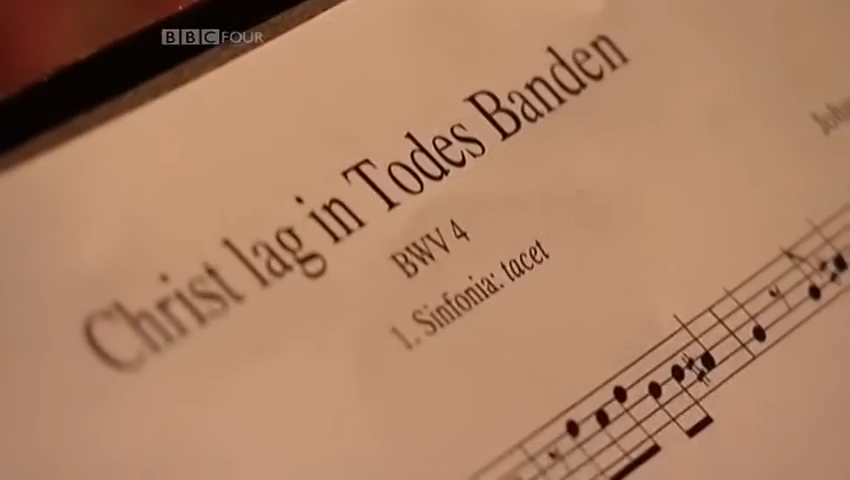 BBC FOUR
Christ lag in Todes Banden
BWV 4
1. Sinfonia: tacet